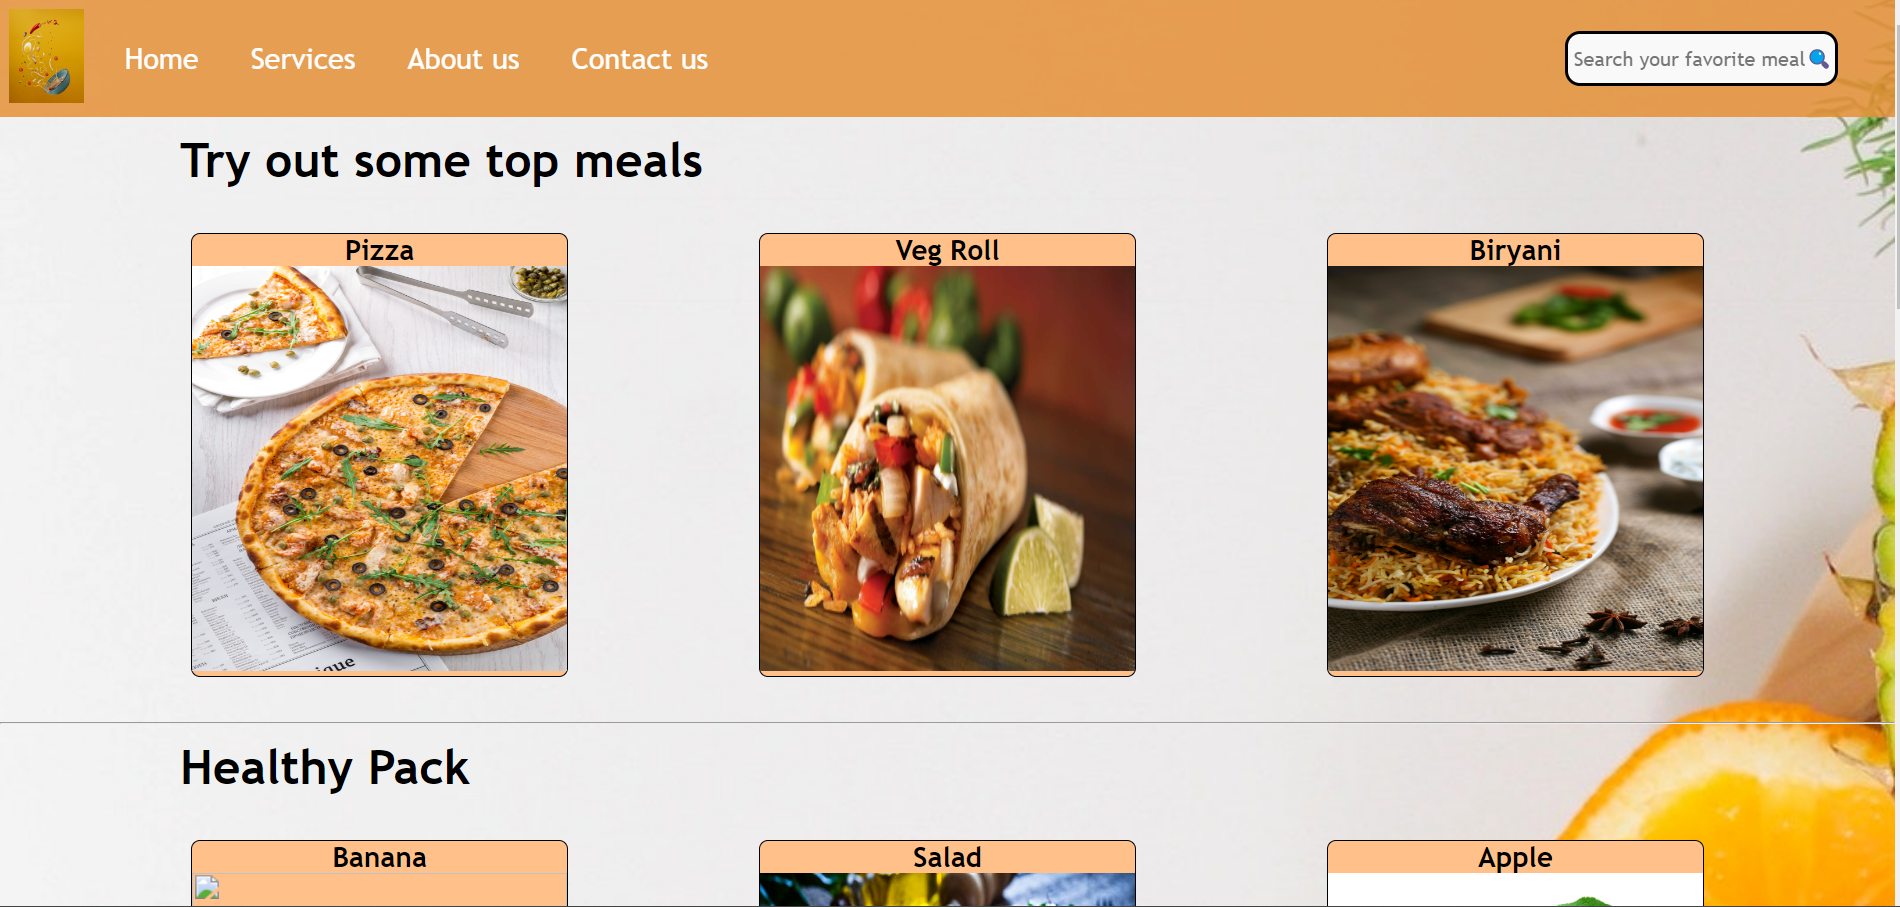 Home Services About us Contact us Search your favorite meal
Try out some top meals
Pizza Veg Roll Biryani
ique
Healthy Pack
Banana Salad Apple